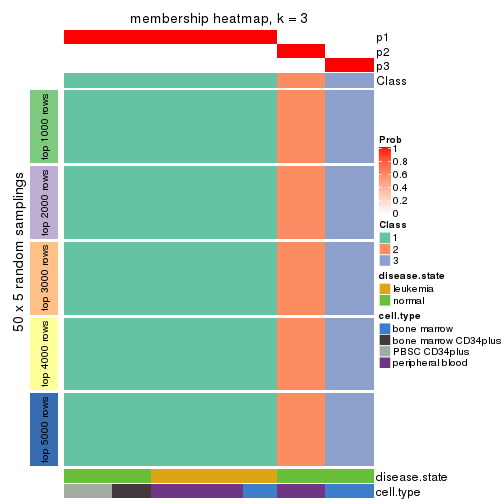 membership heatmap, k = 3
p1
p2
p3
Class
50 x 5 random samplings
top 1000 rows
top 2000 rows
top 3000 rows
top 4000 rows
top 5000 rows
Prob
1
0.8
0.6
0.4
0.2
0
Class
1
2
3
disease.state
leukemia
normal
cell.type
bone marrow
bone marrow CD34plus
PBSC CD34plus
peripheral blood
disease.state
cell.type